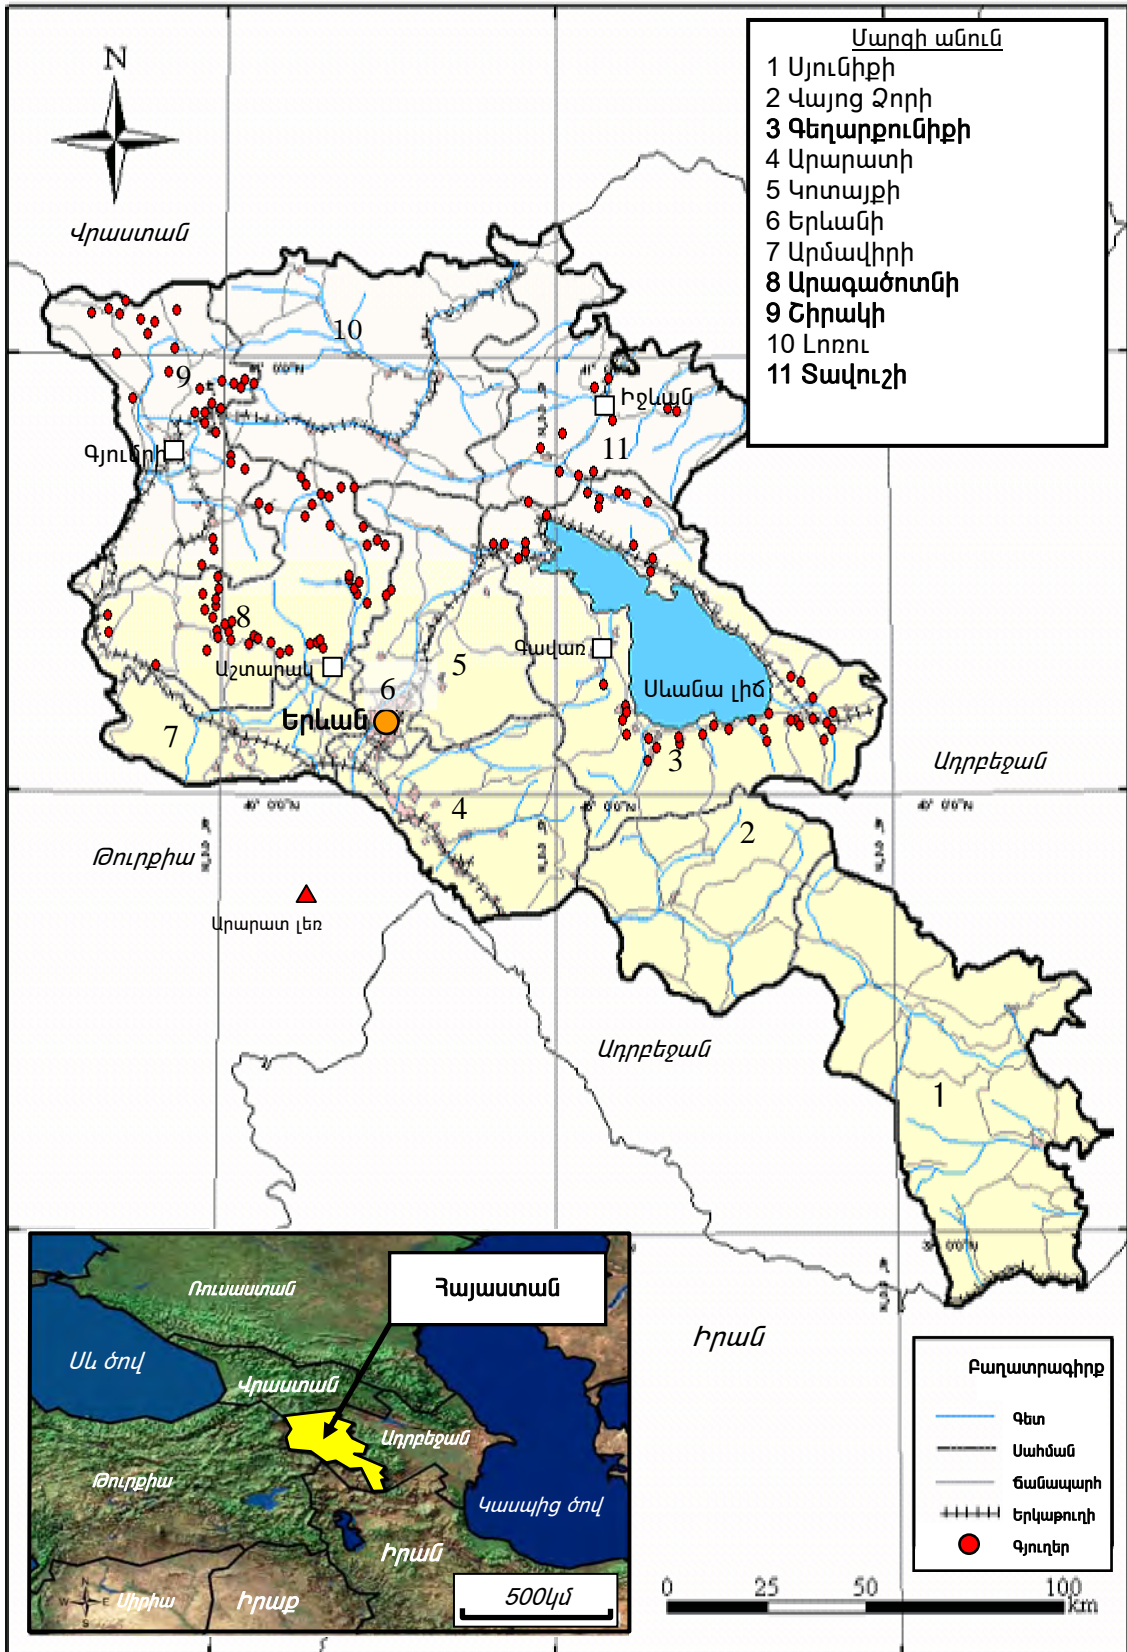 Մարզի անուն
1 Սյունիքի
2 Վայոց Ձորի
3 Գեղարքունիքի
4 Արարատի
5 Կոտայքի
6 Երևանի
7 Արմավիրի
8 Արագածոտնի
9 Շիրակի
10 Լոռու
11 Տավուշի
N
Վրաստան
10
9
Իջևան
11
Գյումրի
8
Աշտարակ
Գավառ
5
6
Սևանա լիճ
Երևան
7
3
Ադրբեջան
4
2
Թուրքիա
Արարատ լեռ
Ադրբեջան
1
Իրան
Հայաստան
Ռուսաստան
Սև ծով
Վրաստան
Ադրբեջան
Թուրքիա
Կասպից ծով
Իրան
N
W E
S
Սիրիա
Իրաք
500կմ
Բաղատրագիրք
Գետ
Սահման
Ճանապարհ
Երկաթուղի
Գյուղեր
0 25 50 100
km